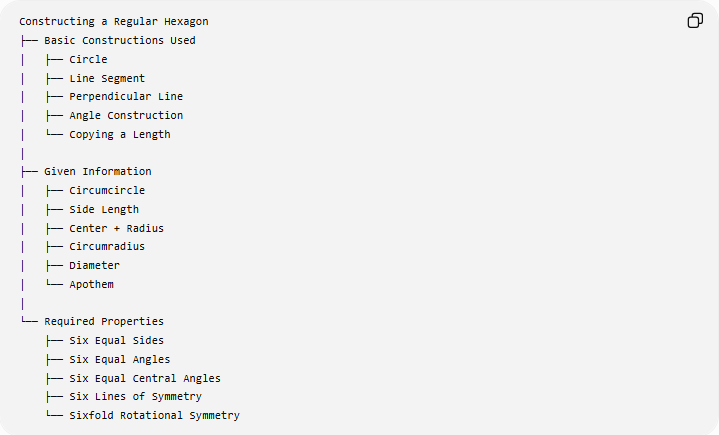 Constructing a Regular Hexagon
├── Basic Constructions Used
│   ├── Circle
│   ├── Line Segment
│   ├── Perpendicular Line
│   ├── Angle Construction
│   └── Copying a Length
│
├── Given Information
│   ├── Circumcircle
│   ├── Side Length
│   ├── Center + Radius
│   ├── Circumradius
│   ├── Diameter
│   └── Apothem
│
└── Required Properties
    ├── Six Equal Sides
    ├── Six Equal Angles
    ├── Six Equal Central Angles
    ├── Six Lines of Symmetry
    └── Sixfold Rotational Symmetry